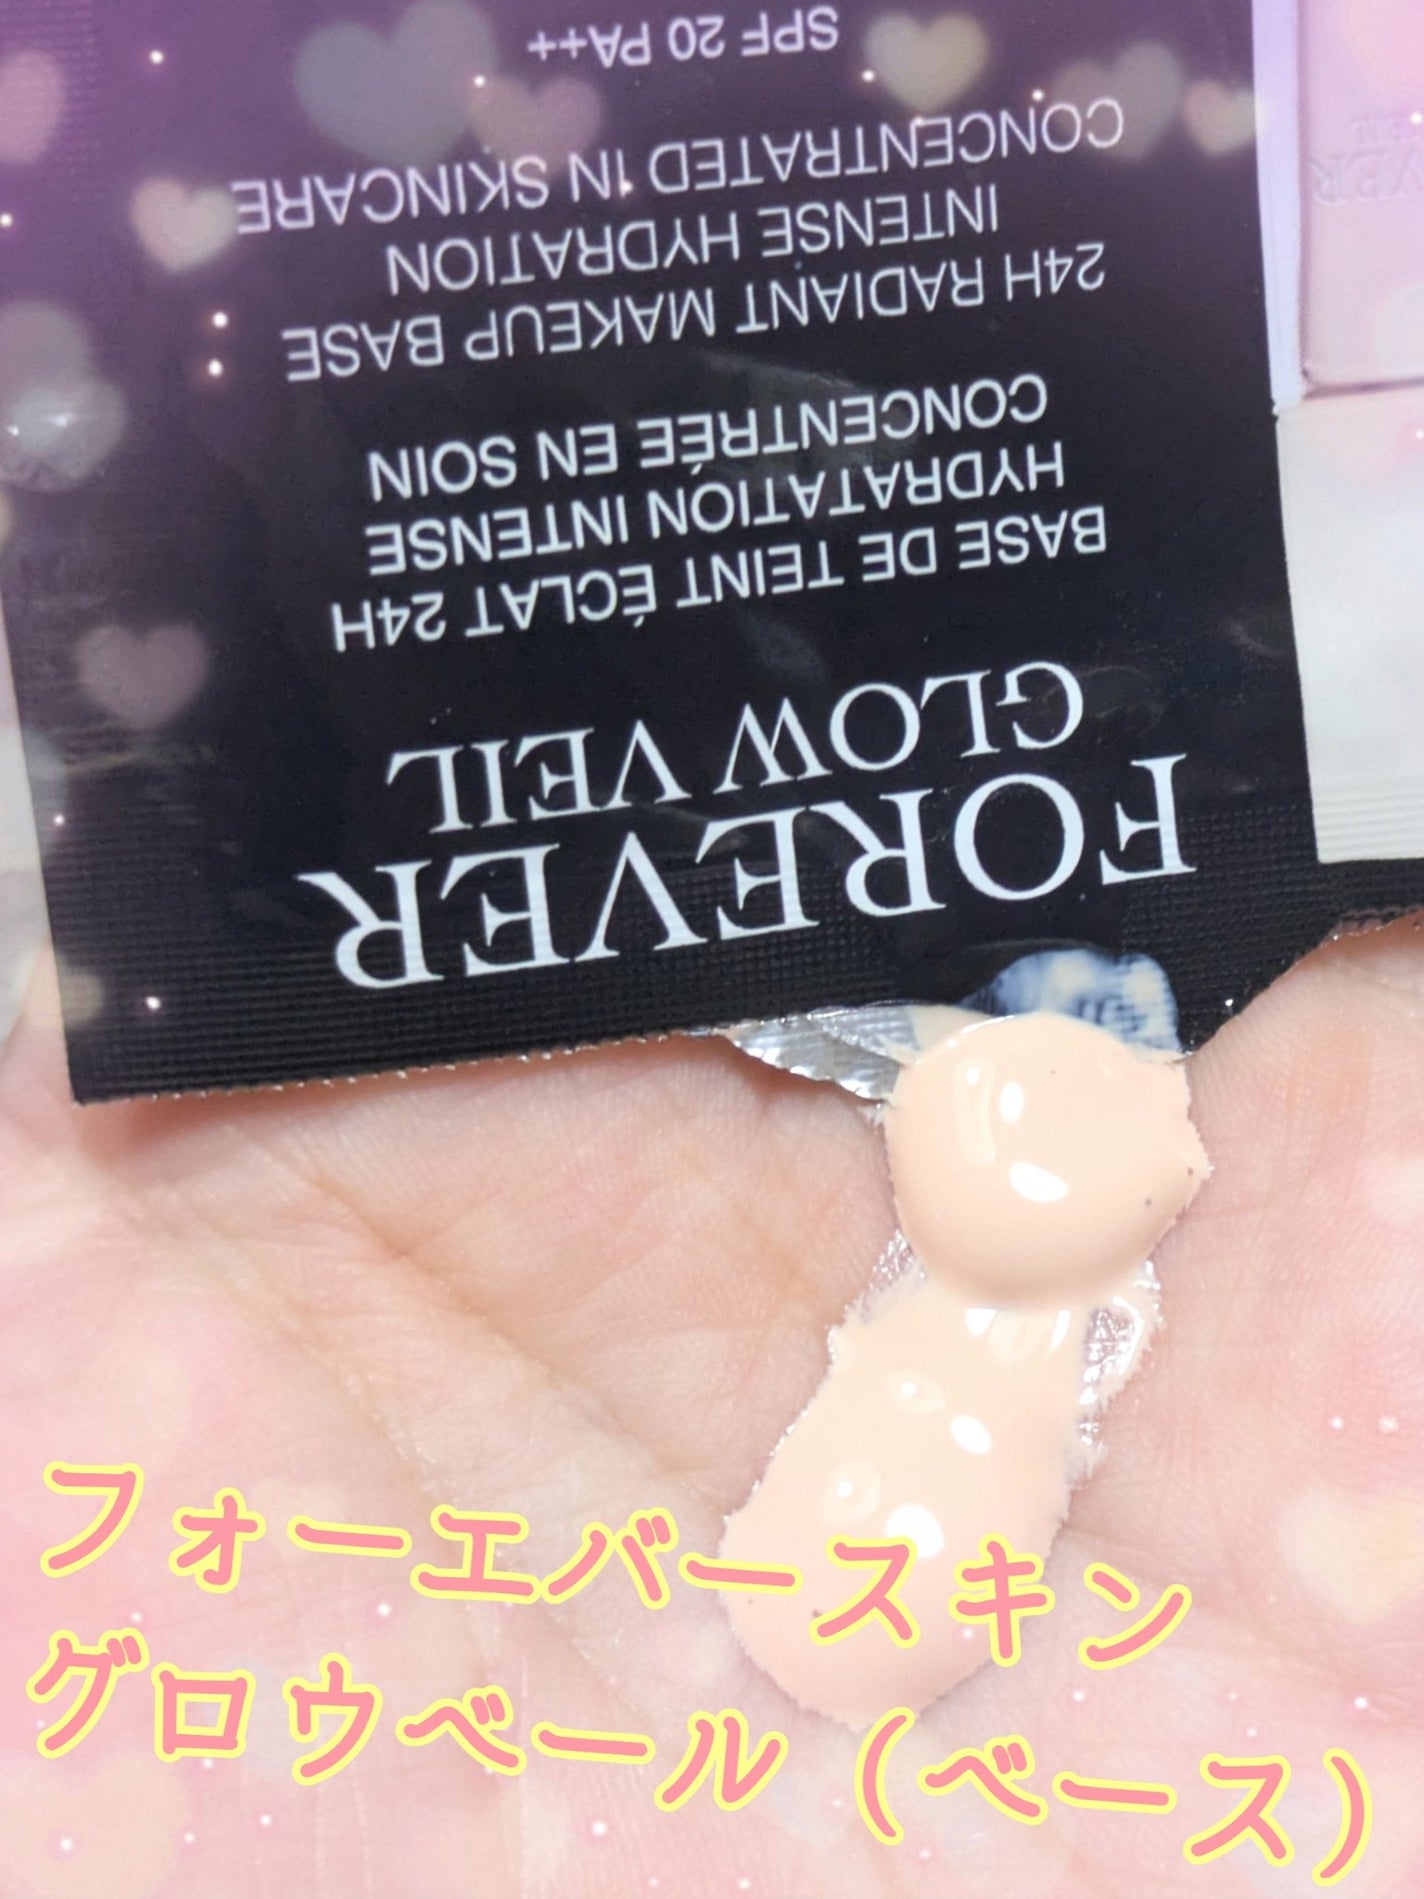 FOREVER
GLOW VEIL
BASE DE TEINT ÉCLAT 24H
HYDRATATION INTENSE
CONCENTRÉE EN SOIN
24H RADIANT MAKEUP BASE
INTENSE HYDRATION
CONCENTRATED IN SKINCARE
SPF 20 PA++
フォーエバースキン
グロウベール（ベース）